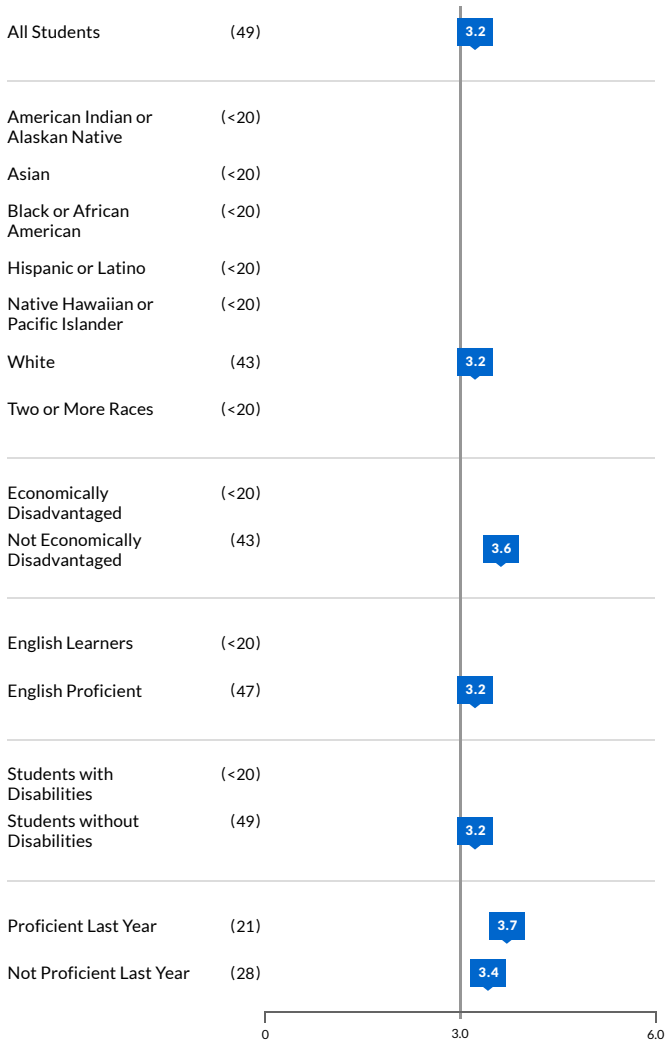 All Students (49) 3.2
American Indian or (<20)
Alaskan Native
Asian (<20)
Black or African (<20)
American
Hispanic or Latino (<20)
Native Hawaiian or (<20)
Pacific Islander
White (43) 3.2
Two or More Races (<20)
Economically (<20)
Disadvantaged
Not Economically (43) 3.6
Disadvantaged
English Learners (<20)
English Proficient (47) 3.2
Students with (<20)
Disabilities
Students without (49) 3.2
Disabilities
Proficient Last Year (21) 3.7
Not Proficient Last Year (28) 3.4
0 3.0 6.0